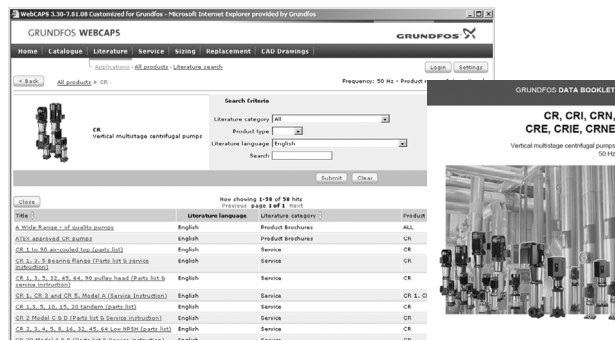 WebCAPS 3.30-7.81.08 Customized for Grundfos - Microsoft Internet Explorer provided by Grundfos
GRUNDFOS WEBCAPS
GRUNDFOS
Home Catalogue Literature Service Sizing Replacement CAD Drawings
Applications All products Literature search
Login Settings
< Back
All products > CR
Frequency: 50 Hz - Product
Search Criteria
Literature category All
Product type
Literature language English
Search
CR
Vertical multistage centrifugal pumps
Submit Clear
Close
Now showing 1-58 of 58 hits
Previous page 1 of 1 Next
Title Literature language Literature category Product
A Wide Range - of quality pumps English Product Brochures ALL
ATEX approved CR pumps English Product Brochures CR
CR 1 to 90 air-cooled top (parts list) English Service CR
CR 1, 3, 5 bearing flange (Parts list & service instruction) English Service CR
CR 1, 3, 5, 32, 45, 64, 90 pulley head (Parts list & service instruction) English Service CR
CR 1, CR 3 and CR 5, Model A (Service Instruction) English Service CR 1, C
CR 1,3, 5, 10, 15, 20 tandem (parts list) English Service CR
CR 2 Model C & D (Parts list & Service instruction) English Service CR
CR 2, 3, 4, 5, 8, 16, 32, 45, 64 Low NPSH (parts list) English Service CR
GRUNDFOS DATA BOOKLET
CR, CRI, CRN,
CRE, CRIE, CRNE
Vertical multistage centrifugal pumps
50 Hz